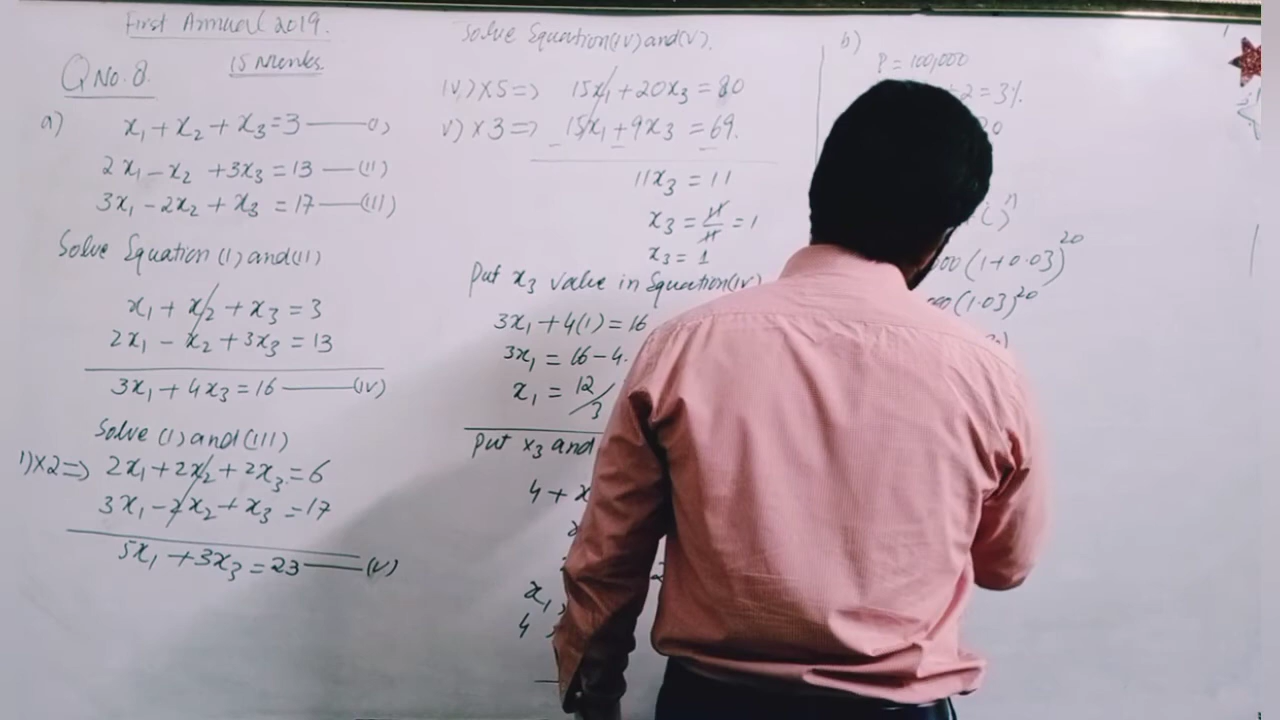 First Annual 2019.
15 Marks.
Q No. 8.
a) x₁ + x₂ + x₃ = 3 —— (I)
2x₁ - x₂ + 3x₃ = 13 — (II)
3x₁ - 2x₂ + x₃ = 17 — (III)
Solve Equation (I) and (II)
x₁ + x₂ + x₃ = 3
2x₁ - x₂ + 3x₃ = 13
3x₁ + 4x₃ = 16 —— (IV)
Solve (I) and (III)
1) x 2 => 2x₁ + 2x₂ + 2x₃ = 6
3x₁ - 2x₂ + x₃ = 17
5x₁ + 3x₃ = 23 —— (V)
Solve Equation (IV) and (V).
IV) x 5 => 15x₁ + 20x₃ = 80
V) x 3 => 15x₁ + 9x₃ = 69.
11x₃ = 11
x₃ = 11/11 = 1
x₃ = 1
Put x₃ value in Equation (IV)
3x₁ + 4(1) = 16
3x₁ = 16 - 4.
x₁ = 12/3
Put x₃ and
4 + x
x₁,
4,
b)
P = 100,000
2 = 3%.
( )ⁿ
(1 + 0.03)²⁰
(1.03)²⁰